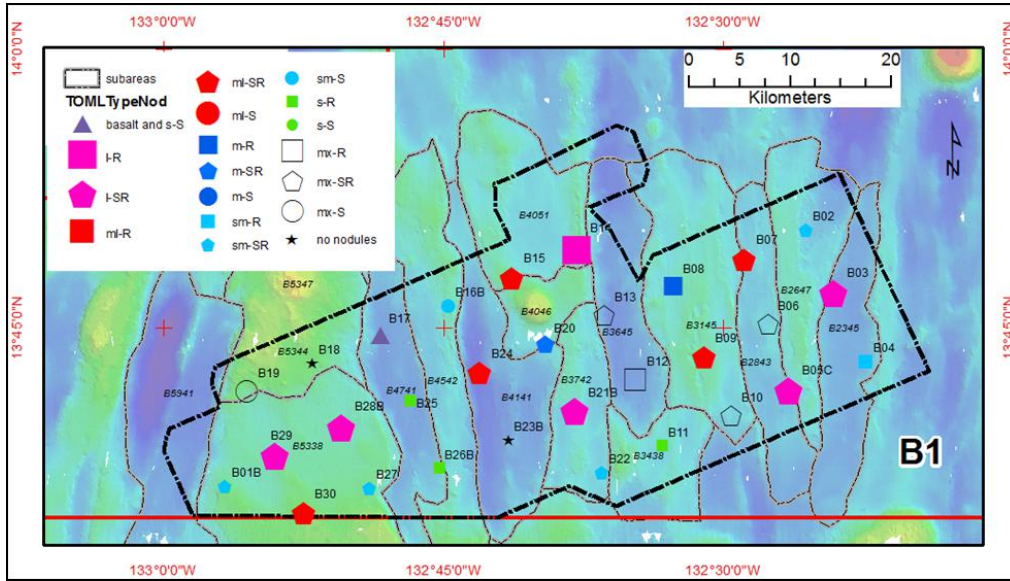 133°0'0"W
132°45'0"W
132°30'0"W
14°0'0"N
14°0'0"N
subareas
TOMLTypeNod
basalt and s-S
l-R
l-SR
ml-R
ml-SR
ml-S
m-R
m-SR
m-S
sm-R
sm-SR
sm-S
s-R
s-S
mx-R
mx-SR
mx-S
no nodules
0 5 10 20
Kilometers
N
B4051
B02
B07
B15
B03
B5347
B08
B13
B2647
B16B
B4046
B06
13°45'0"N
13°45'0"N
B17
B20
B3645
B3145
B2345
B5344
B18
B09
B04
B24
B12
B2843
B19
B4741
B4542
B3742
B05C
B5941
B4141
B25
B21B
B10
B28B
B23B
B11
B29
B5338
B3438
B1
B26B
B22
B01B
B27
B30
133°0'0"W
132°45'0"W
132°30'0"W